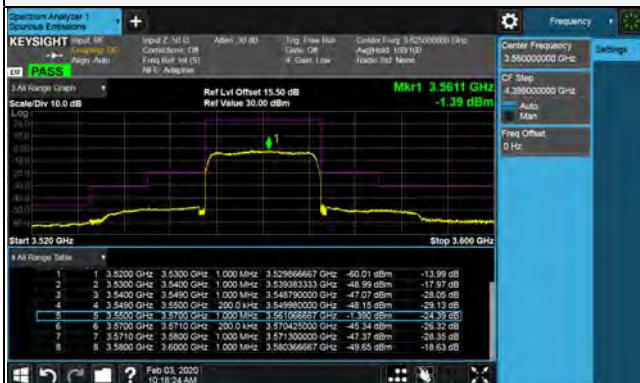 Spectrum Analyzer 1
Spurious Emissions
Frequency
KEYSIGHT Input: RF
Coupling: DC
Align: Auto
Input Z: 50 Ω
Corrections: Off
Freq Ref: Int (S)
NFE: Adaptive
Atten: 30 dB
Trig: Free Run
Gate: Off
IF Gain: Low
Center Freq: 3.625000000 GHz
Avg|Hold: 100/100
Radio Std: None
PASS
3 All Range Graph
Scale/Div 10.0 dB
Ref Lvl Offset 15.50 dB
Ref Value 30.00 dBm
Mkr1 3.5611 GHz
-1.39 dBm
Log
1
Start 3.520 GHz
Stop 3.600 GHz
Center Frequency
3.560000000 GHz
Settings
CF Step
4.399000000 GHz
Auto
Man
Freq Offset
0 Hz
All Range Table
1 1 3.5200 GHz 3.5300 GHz 1.000 MHz 3.529866667 GHz -60.01 dBm -13.99 dB
2 2 3.5300 GHz 3.5400 GHz 1.000 MHz 3.539383333 GHz -48.99 dBm -17.97 dB
3 3 3.5400 GHz 3.5490 GHz 1.000 MHz 3.548790000 GHz -47.07 dBm -28.05 dB
4 4 3.5490 GHz 3.5500 GHz 200.0 kHz 3.549980000 GHz -48.15 dBm -29.13 dB
5 5 3.5500 GHz 3.5700 GHz 1.000 MHz 3.561066667 GHz -1.390 dBm -24.39 dB
6 6 3.5700 GHz 3.5710 GHz 200.0 kHz 3.570425000 GHz -45.34 dBm -26.32 dB
7 7 3.5710 GHz 3.5800 GHz 1.000 MHz 3.571300000 GHz -47.37 dBm -28.35 dB
8 8 3.5800 GHz 3.6000 GHz 1.000 MHz 3.580366667 GHz -49.65 dBm -18.63 dB
Feb 03, 2020
10:18:24 AM